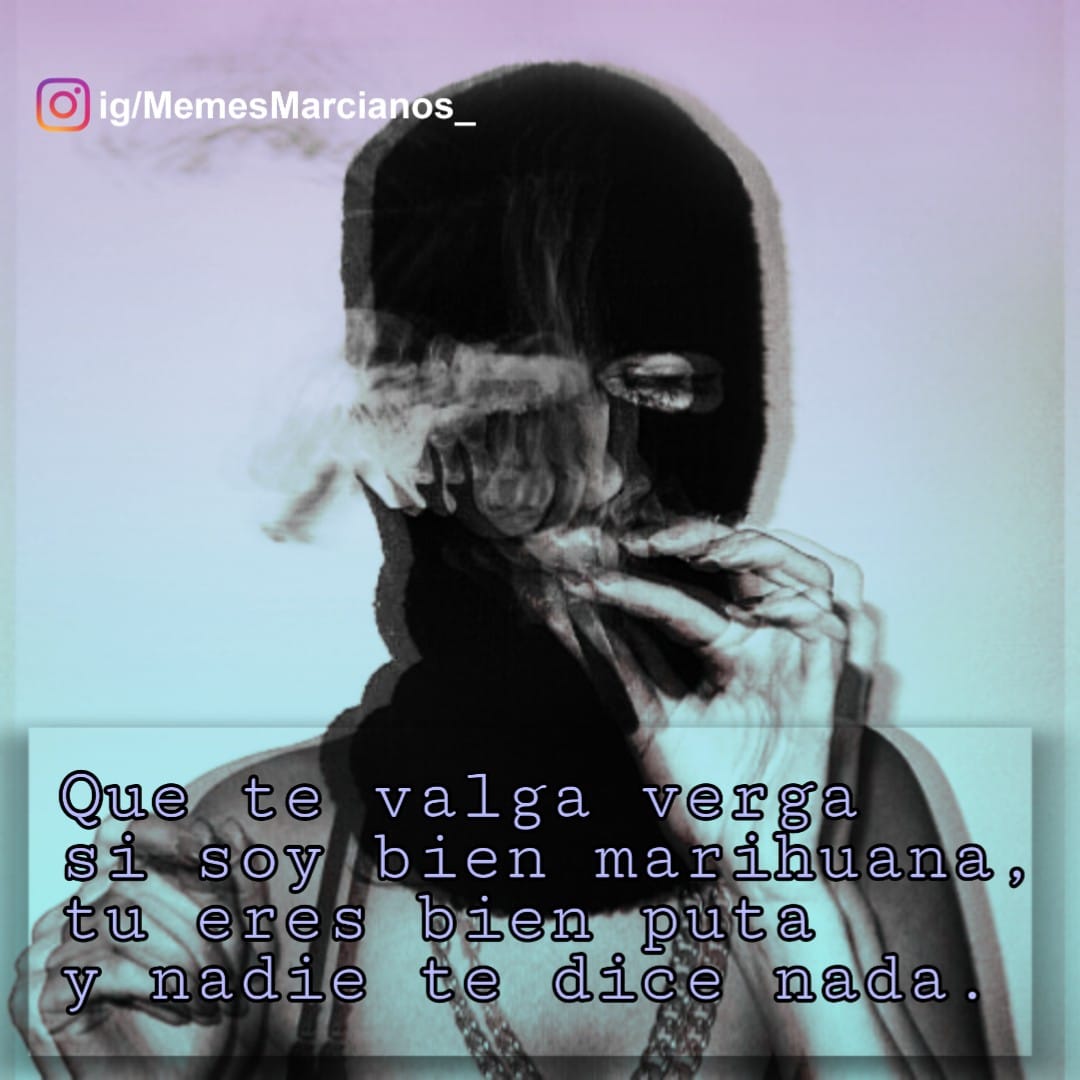 ig/MemesMarcianos_
Que te valga verga
si soy bien marihuana,
tu eres bien puta
y nadie te dice nada.